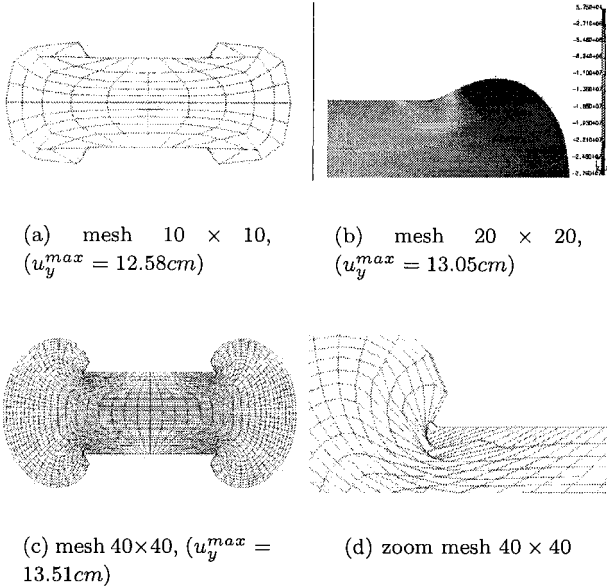 (a) mesh 10 × 10,
(u_y^{max} = 12.58cm)
(b) mesh 20 × 20,
(u_y^{max} = 13.05cm)
(c) mesh 40×40, (u_y^{max} =
13.51cm)
(d) zoom mesh 40 × 40